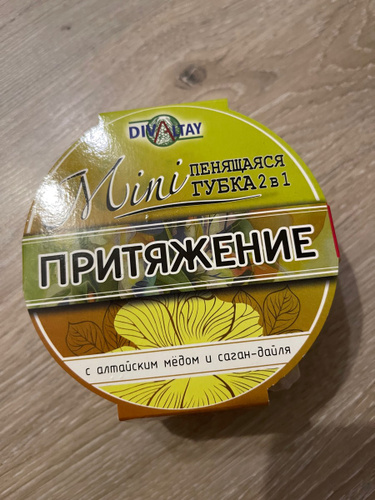 DIVALTAY
Mini ПЕНЯЩАЯСЯ
ГУБКА 2 в 1
ПРИТЯЖЕНИЕ
с алтайским мёдом и саган-дайля